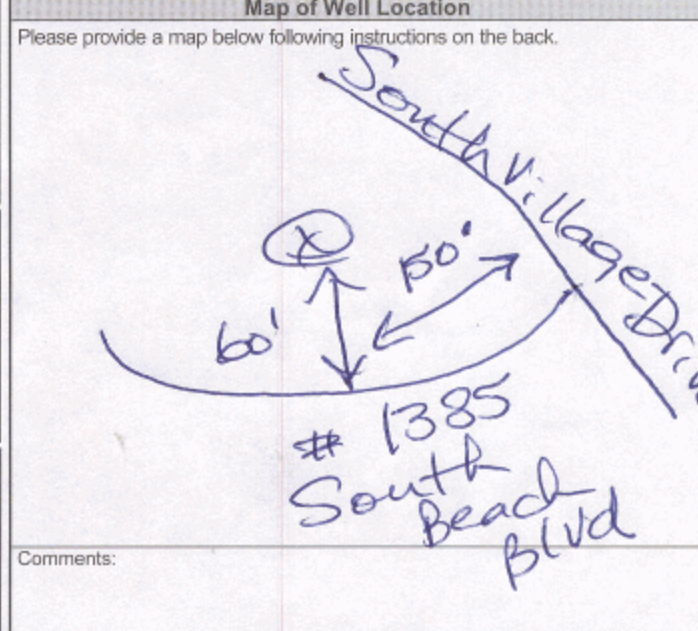 Map of Well Location
Please provide a map below following instructions on the back.
South Village Driv
X
150'
60'
# 1385
South
Beach
Blvd
Comments: